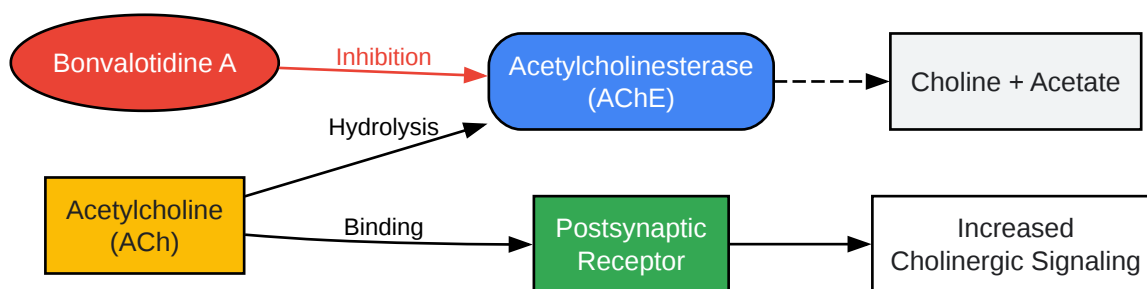 Bonvalotidine A
Inhibition
Acetylcholinesterase
(AChE)
Choline + Acetate
Hydrolysis
Acetylcholine
(ACh)
Binding
Postsynaptic
Receptor
Increased
Cholinergic Signaling